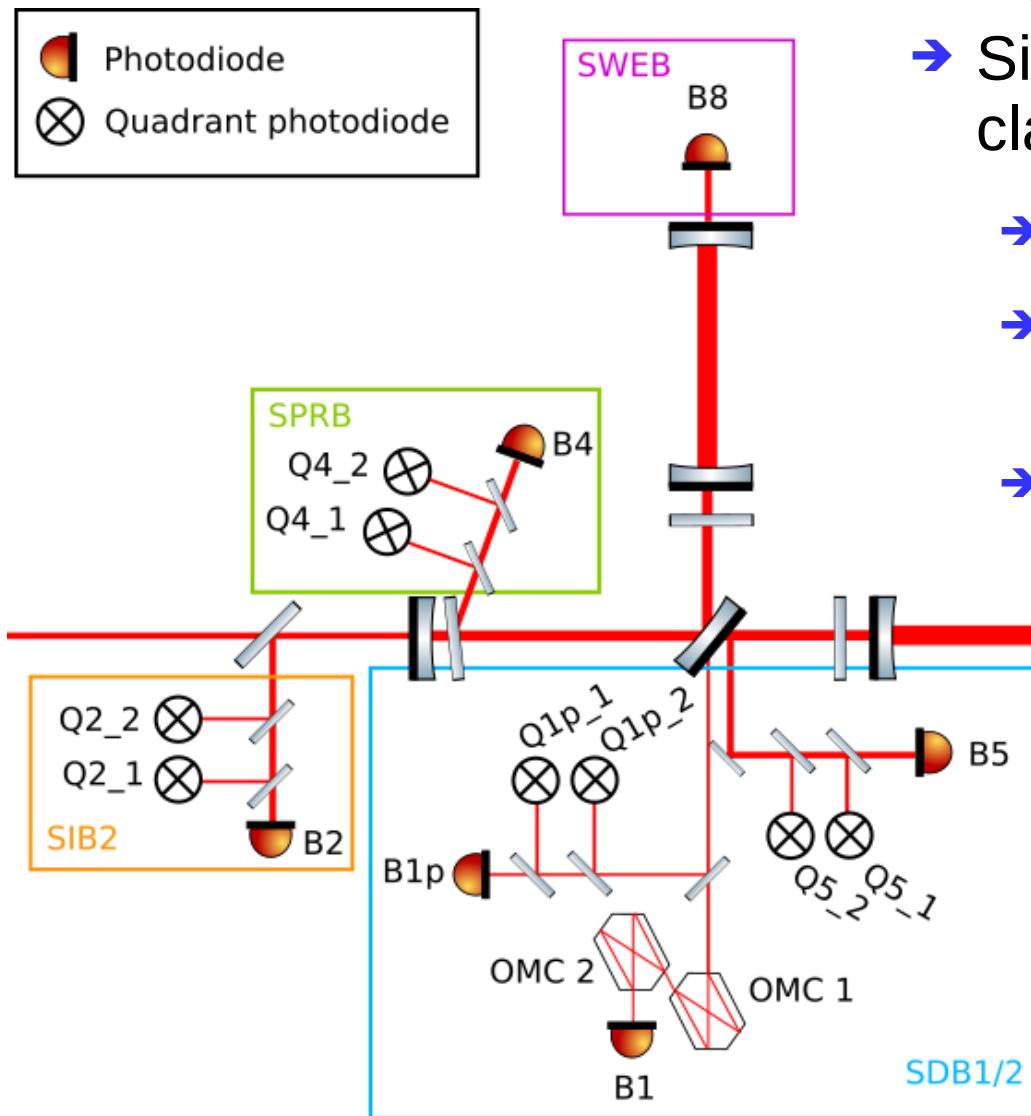 Photodiode
Quadrant photodiode
SWEB
B8
SPRB
B4
Q4_2
Q4_1
Q2_2
Q2_1
SIB2
B2
Q1p_1
Q1p_2
B5
B1p
Q5_2
Q5_1
OMC 2
OMC 1
B1
SDB1/2
➔ Si
cla
➔
➔
➔